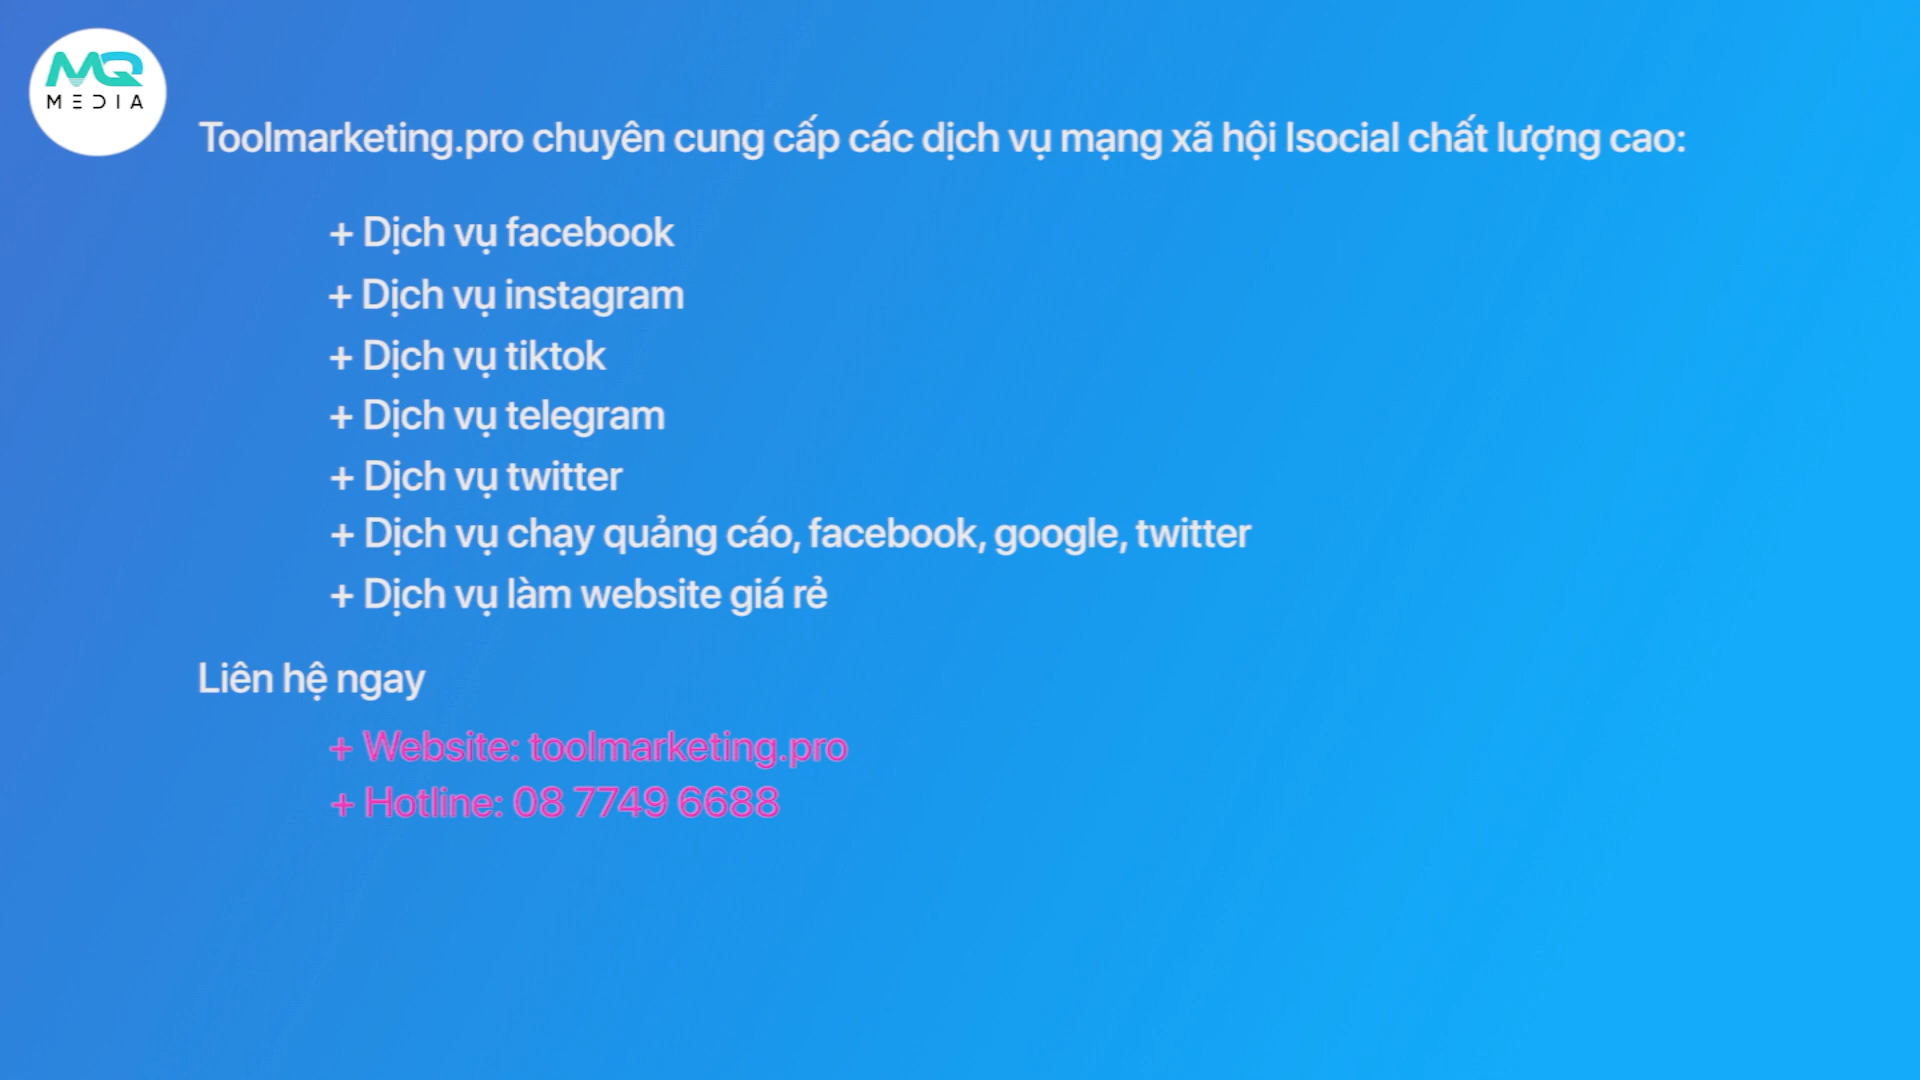 MQ
MEDIA
Toolmarketing.pro chuyên cung cấp các dịch vụ mạng xã hội Isocial chất lượng cao:
+ Dịch vụ facebook
+ Dịch vụ instagram
+ Dịch vụ tiktok
+ Dịch vụ telegram
+ Dịch vụ twitter
+ Dịch vụ chạy quảng cáo, facebook, google, twitter
+ Dịch vụ làm website giá rẻ
Liên hệ ngay
+ Website: toolmarketing.pro
+ Hotline: 08 7749 6688